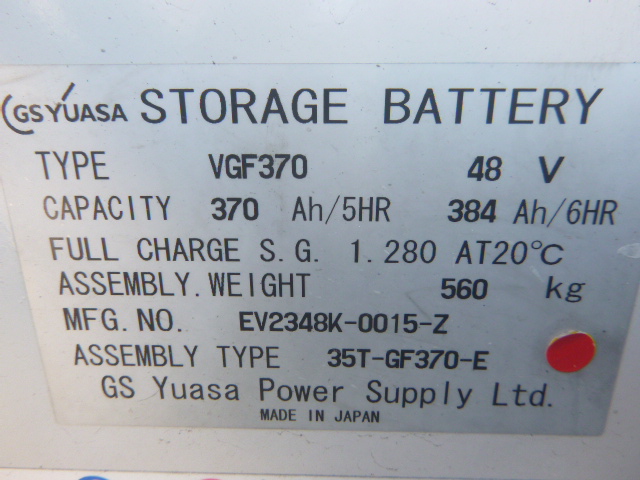 GS YUASA STORAGE BATTERY
TYPE VGF370 48 V
CAPACITY 370 Ah/5HR 384 Ah/6HR
FULL CHARGE S.G. 1.280 AT20℃
ASSEMBLY.WEIGHT 560 kg
MFG.NO. EV2348K-0015-Z
ASSEMBLY TYPE 35T-GF370-E
GS Yuasa Power Supply Ltd.
MADE IN JAPAN